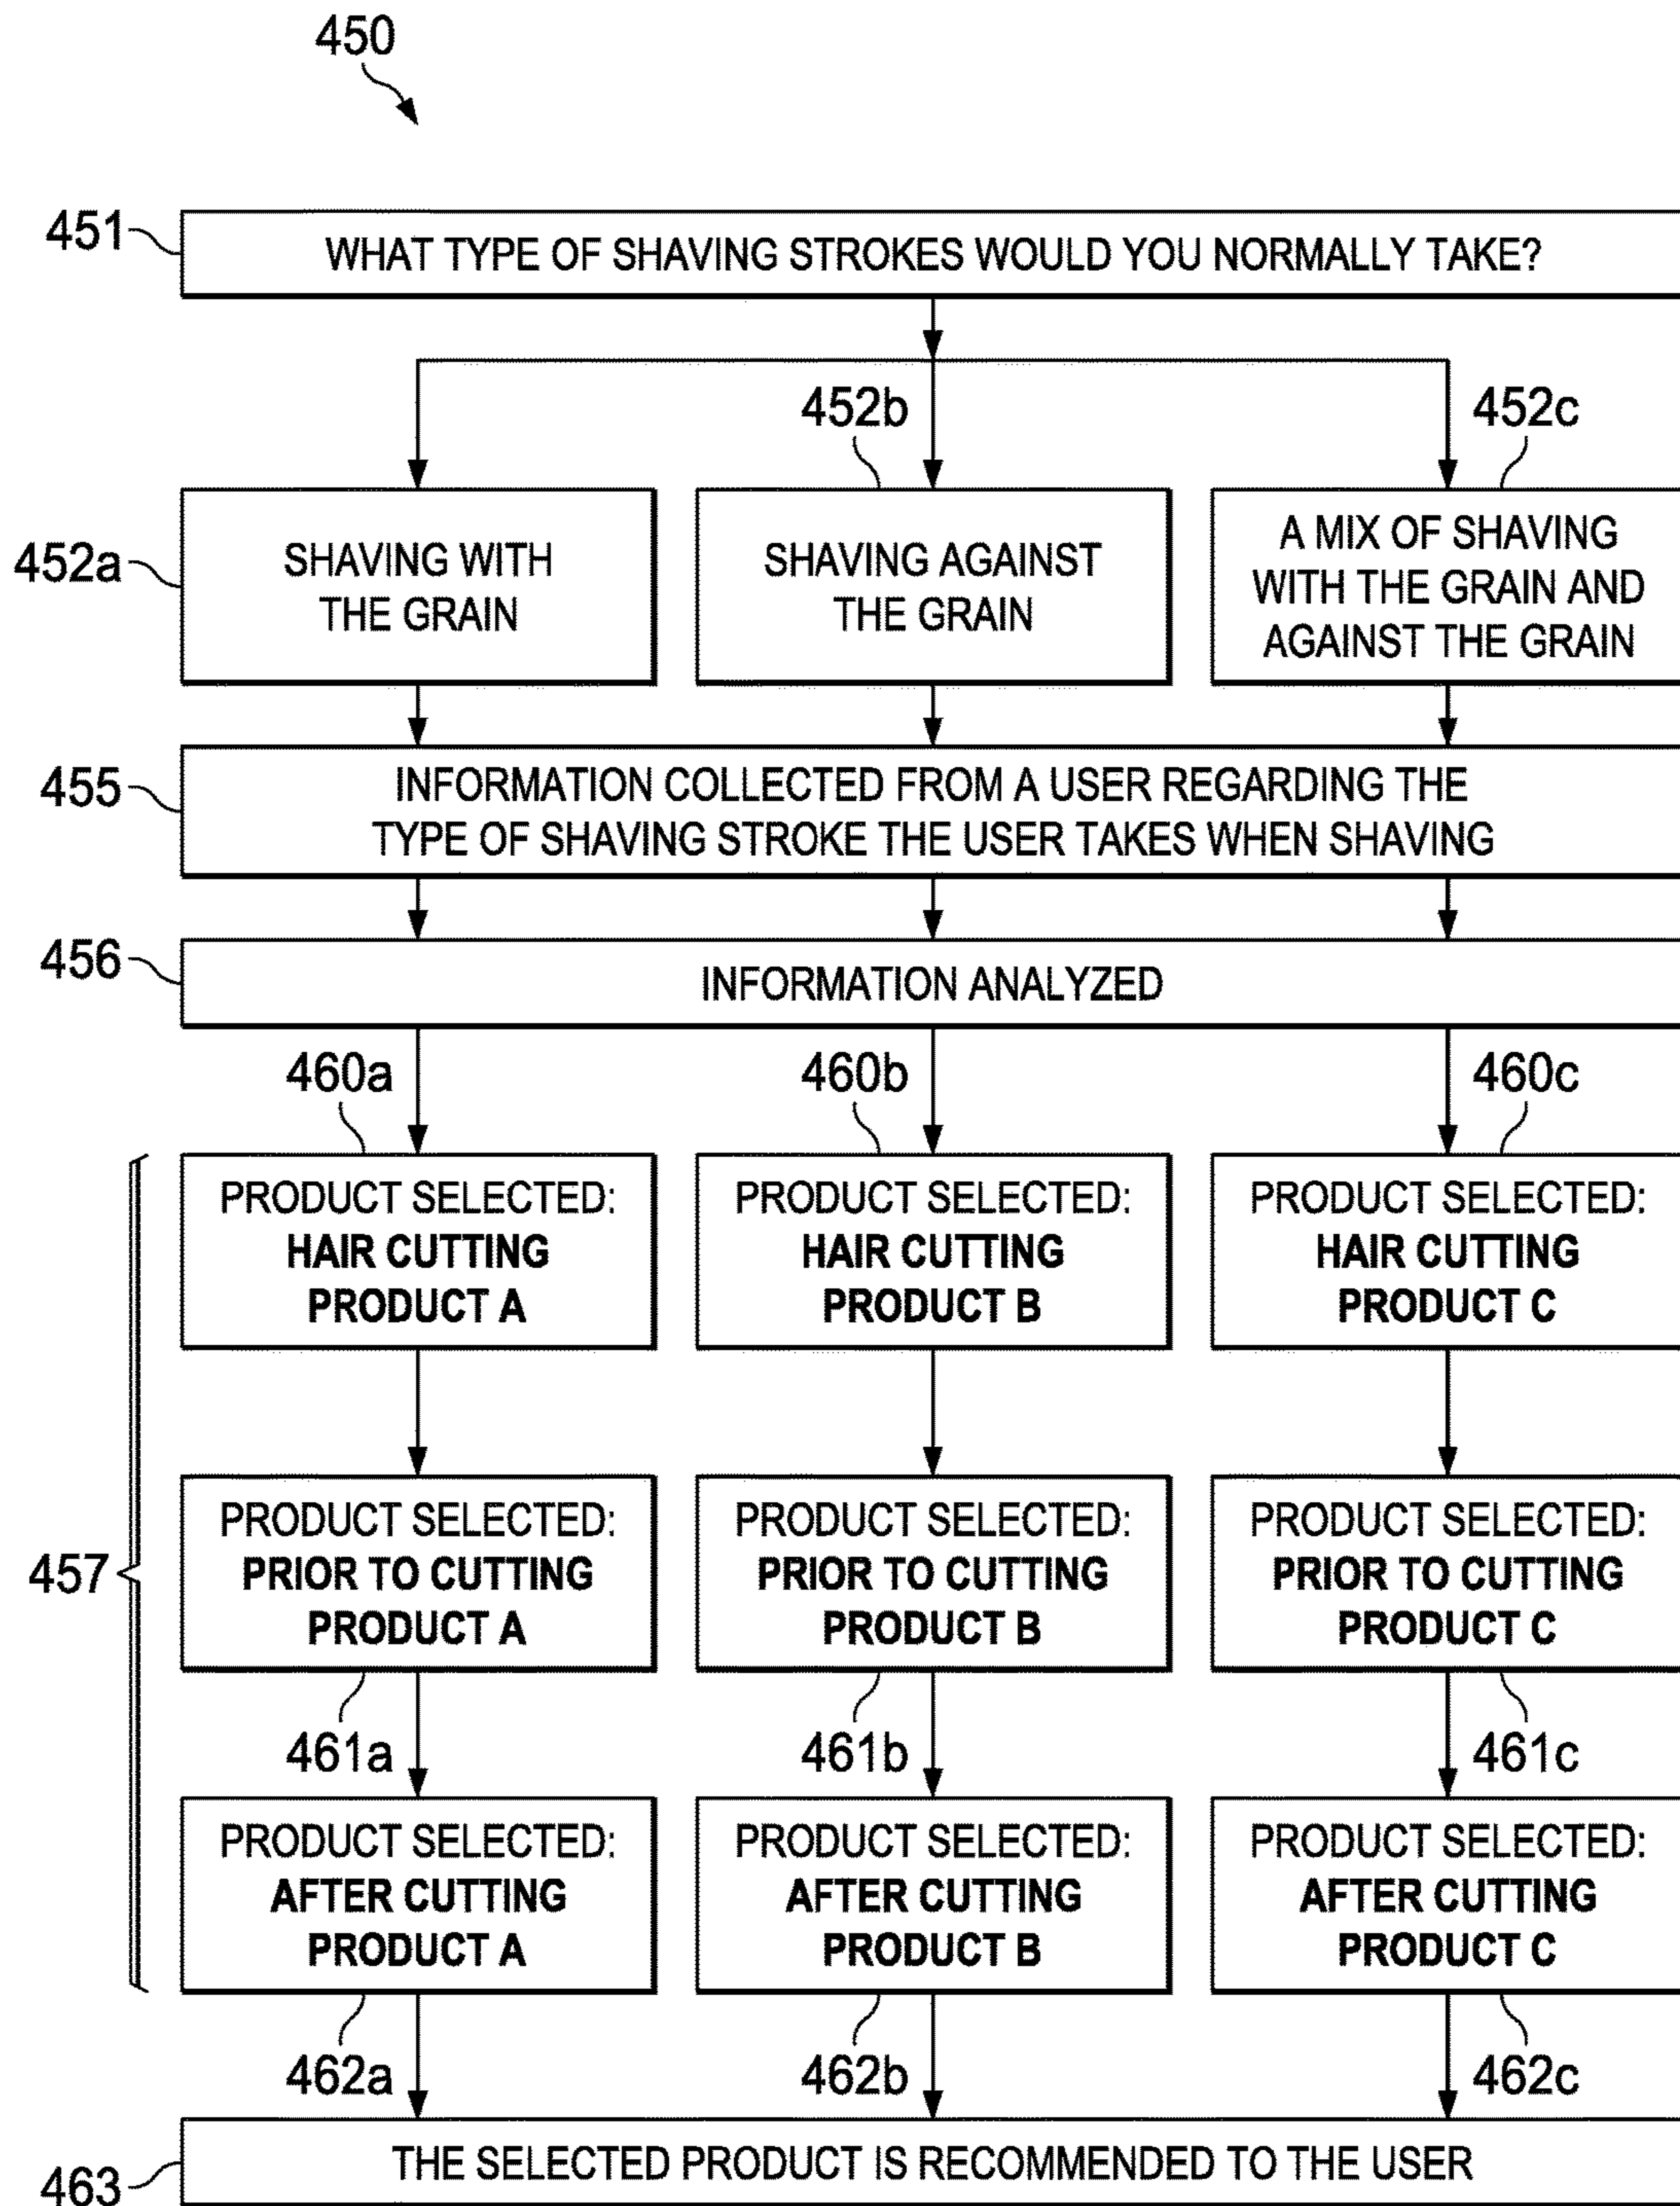 450
451
WHAT TYPE OF SHAVING STROKES WOULD YOU NORMALLY TAKE?
452b
452c
452a
SHAVING WITH
THE GRAIN
SHAVING AGAINST
THE GRAIN
A MIX OF SHAVING
WITH THE GRAIN AND
AGAINST THE GRAIN
455
INFORMATION COLLECTED FROM A USER REGARDING THE
TYPE OF SHAVING STROKE THE USER TAKES WHEN SHAVING
456
INFORMATION ANALYZED
460a
460b
460c
PRODUCT SELECTED:
HAIR CUTTING
PRODUCT A
PRODUCT SELECTED:
HAIR CUTTING
PRODUCT B
PRODUCT SELECTED:
HAIR CUTTING
PRODUCT C
457
PRODUCT SELECTED:
PRIOR TO CUTTING
PRODUCT A
PRODUCT SELECTED:
PRIOR TO CUTTING
PRODUCT B
PRODUCT SELECTED:
PRIOR TO CUTTING
PRODUCT C
461a
461b
461c
PRODUCT SELECTED:
AFTER CUTTING
PRODUCT A
PRODUCT SELECTED:
AFTER CUTTING
PRODUCT B
PRODUCT SELECTED:
AFTER CUTTING
PRODUCT C
462a
462b
462c
463
THE SELECTED PRODUCT IS RECOMMENDED TO THE USER